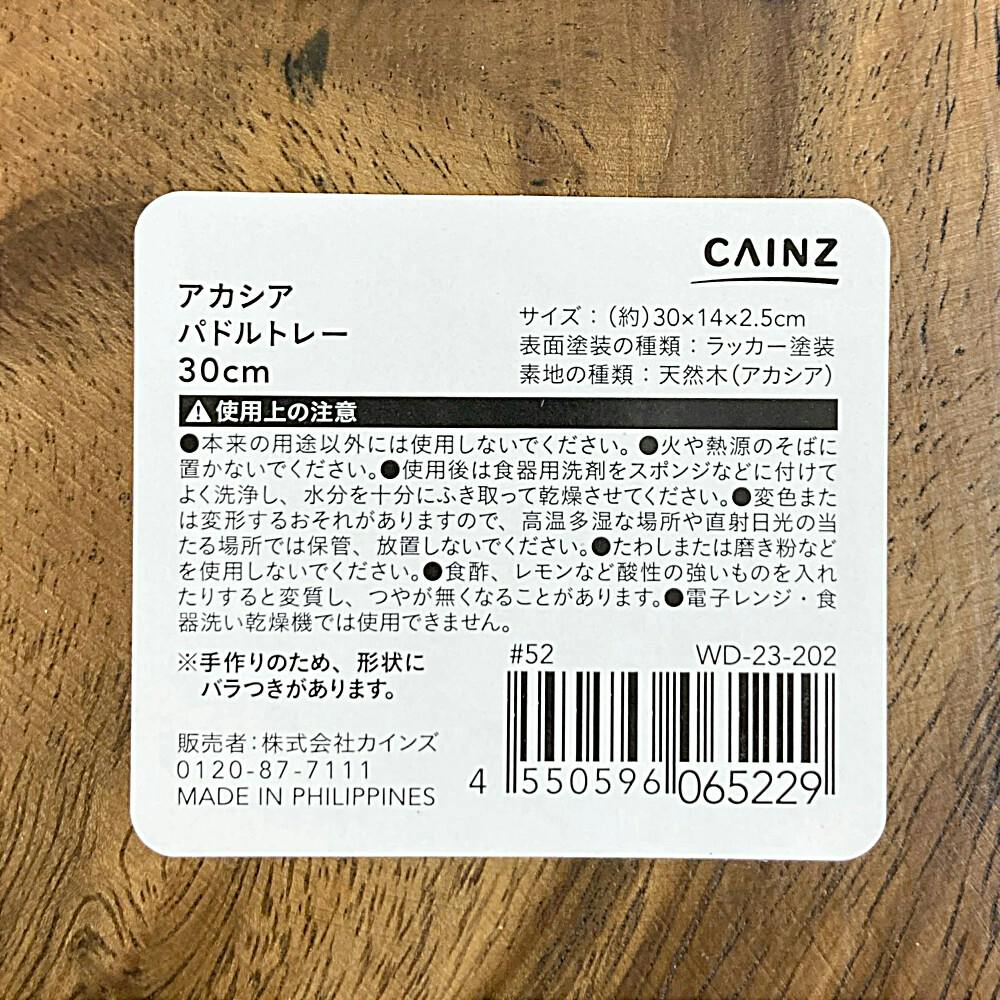 CAINZ
アカシア
パドルトレー
30cm
サイズ：（約）30×14×2.5cm
表面塗装の種類：ラッカー塗装
素地の種類：天然木（アカシア）
⚠使用上の注意
●本来の用途以外には使用しないでください。●火や熱源のそばに
置かないでください。●使用後は食器用洗剤をスポンジなどに付けて
よく洗浄し、水分を十分にふき取って乾燥させてください。●変色また
は変形するおそれがありますので、高温多湿な場所や直射日光の当
たる場所では保管、放置しないでください。●たわしまたは磨き粉など
を使用しないでください。●食酢、レモンなど酸性の強いものを入れ
たりすると変質し、つやが無くなることがあります。●電子レンジ・食
器洗い乾燥機では使用できません。
※手作りのため、形状に
バラつきがあります。
販売者：株式会社カインズ
0120-87-7111
MADE IN PHILIPPINES
#52 WD-23-202
4 550596 065229